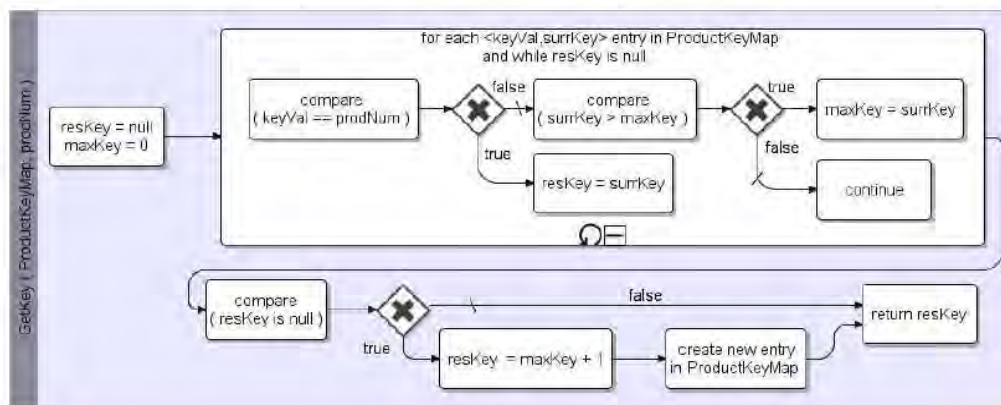 GetKey ( ProductKeyMap, prodNum )
resKey = null
maxKey = 0
for each <keyVal,surrKey> entry in ProductKeyMap
and while resKey is null
compare
( keyVal == prodNum )
false
true
compare
( surrKey > maxKey )
true
false
maxKey = surrKey
resKey = surrKey
continue
compare
( resKey is null )
false
true
return resKey
resKey = maxKey + 1
create new entry
in ProductKeyMap